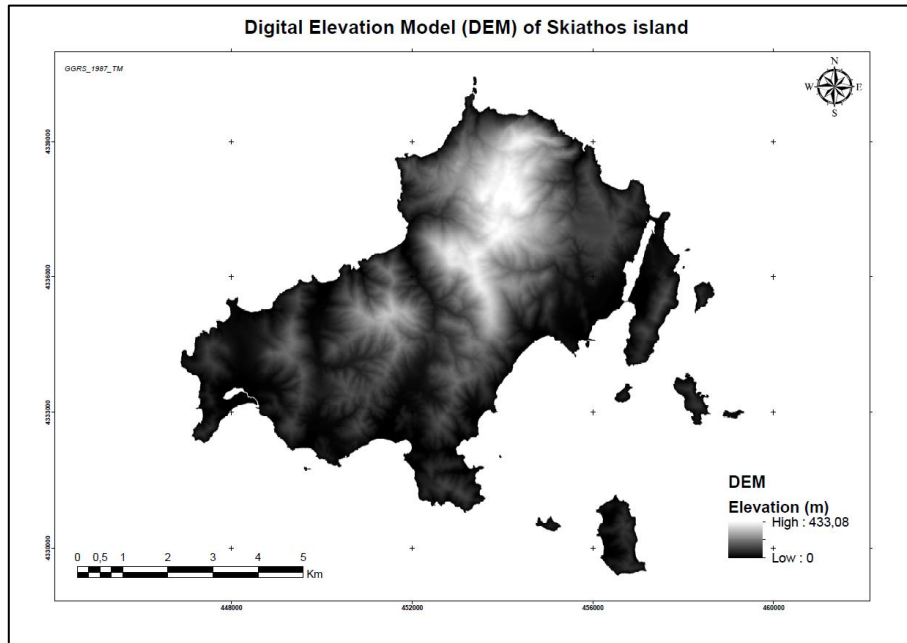 Digital Elevation Model (DEM) of Skiathos island
GGRS_1987_TM
N
W E
S
4339000
4336000
4333000
4330000
DEM
Elevation (m)
High : 433,08
Low : 0
0 0,5 1 2 3 4 5
Km
448000 452000 456000 460000